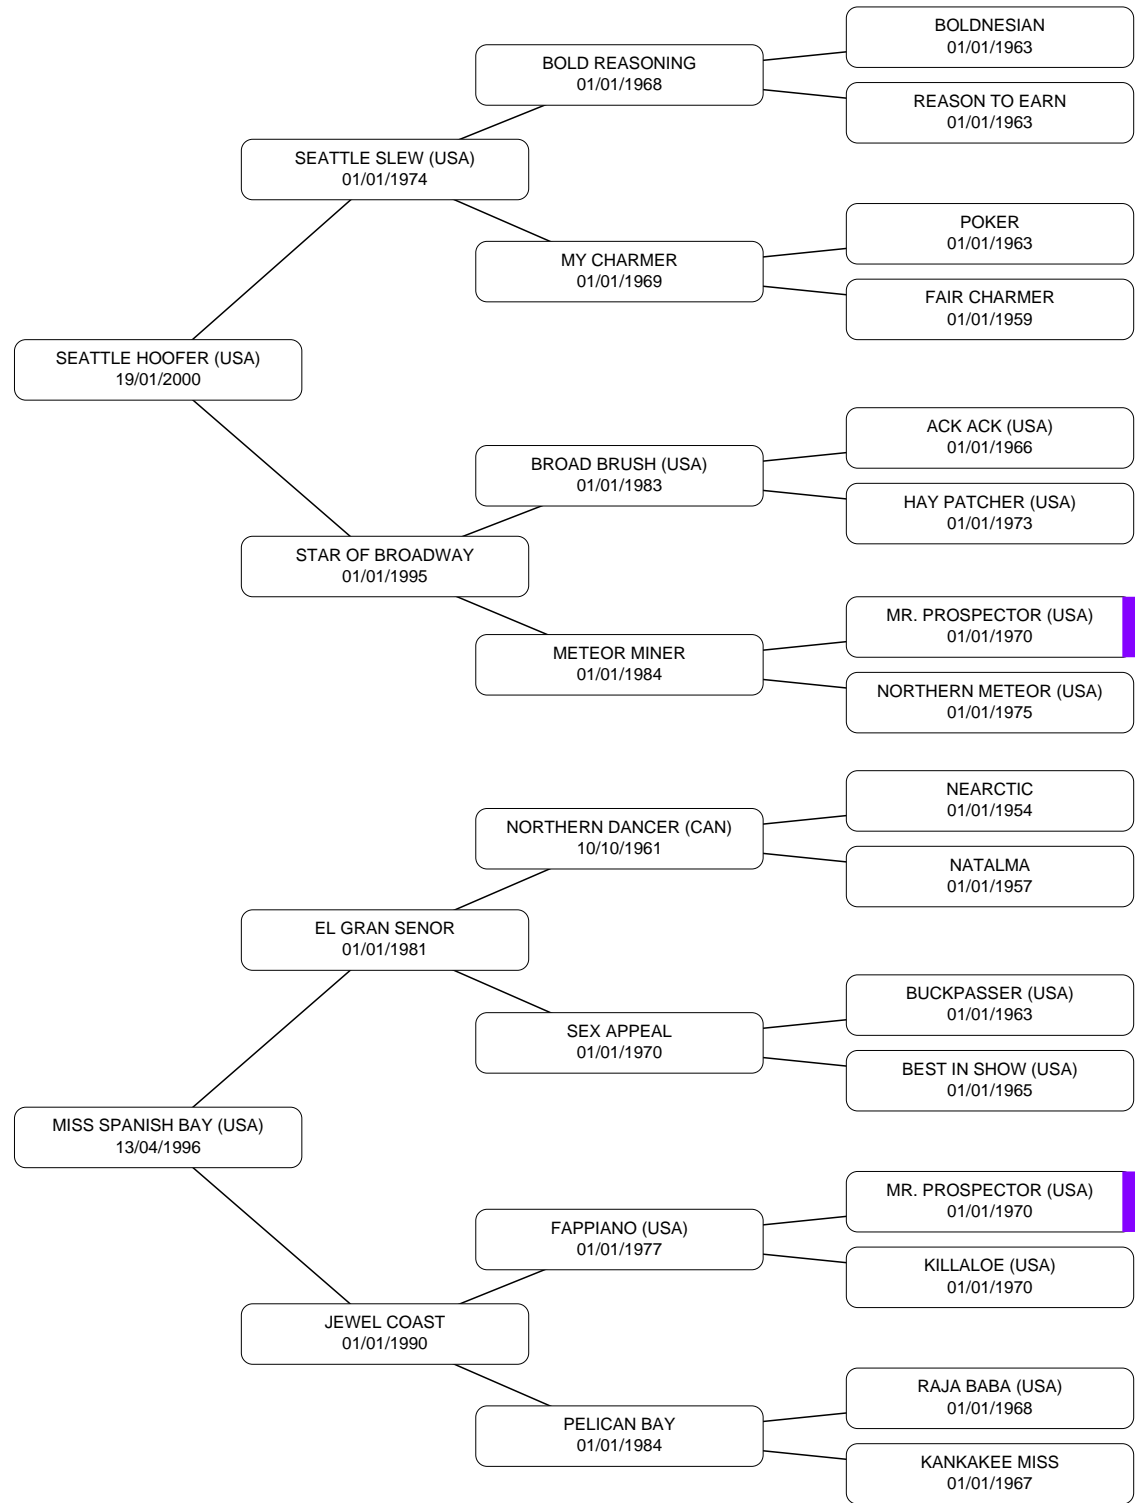 BOLDNESIAN
01/01/1963
BOLD REASONING
01/01/1968
REASON TO EARN
01/01/1963
SEATTLE SLEW (USA)
01/01/1974
POKER
01/01/1963
MY CHARMER
01/01/1969
FAIR CHARMER
01/01/1959
SEATTLE HOOFER (USA)
19/01/2000
ACK ACK (USA)
01/01/1966
BROAD BRUSH (USA)
01/01/1983
HAY PATCHER (USA)
01/01/1973
STAR OF BROADWAY
01/01/1995
MR. PROSPECTOR (USA)
01/01/1970
METEOR MINER
01/01/1984
NORTHERN METEOR (USA)
01/01/1975
NEARCTIC
01/01/1954
NORTHERN DANCER (CAN)
10/10/1961
NATALMA
01/01/1957
EL GRAN SENOR
01/01/1981
BUCKPASSER (USA)
01/01/1963
SEX APPEAL
01/01/1970
BEST IN SHOW (USA)
01/01/1965
MISS SPANISH BAY (USA)
13/04/1996
MR. PROSPECTOR (USA)
01/01/1970
FAPPIANO (USA)
01/01/1977
KILLALOE (USA)
01/01/1970
JEWEL COAST
01/01/1990
RAJA BABA (USA)
01/01/1968
PELICAN BAY
01/01/1984
KANKAKEE MISS
01/01/1967